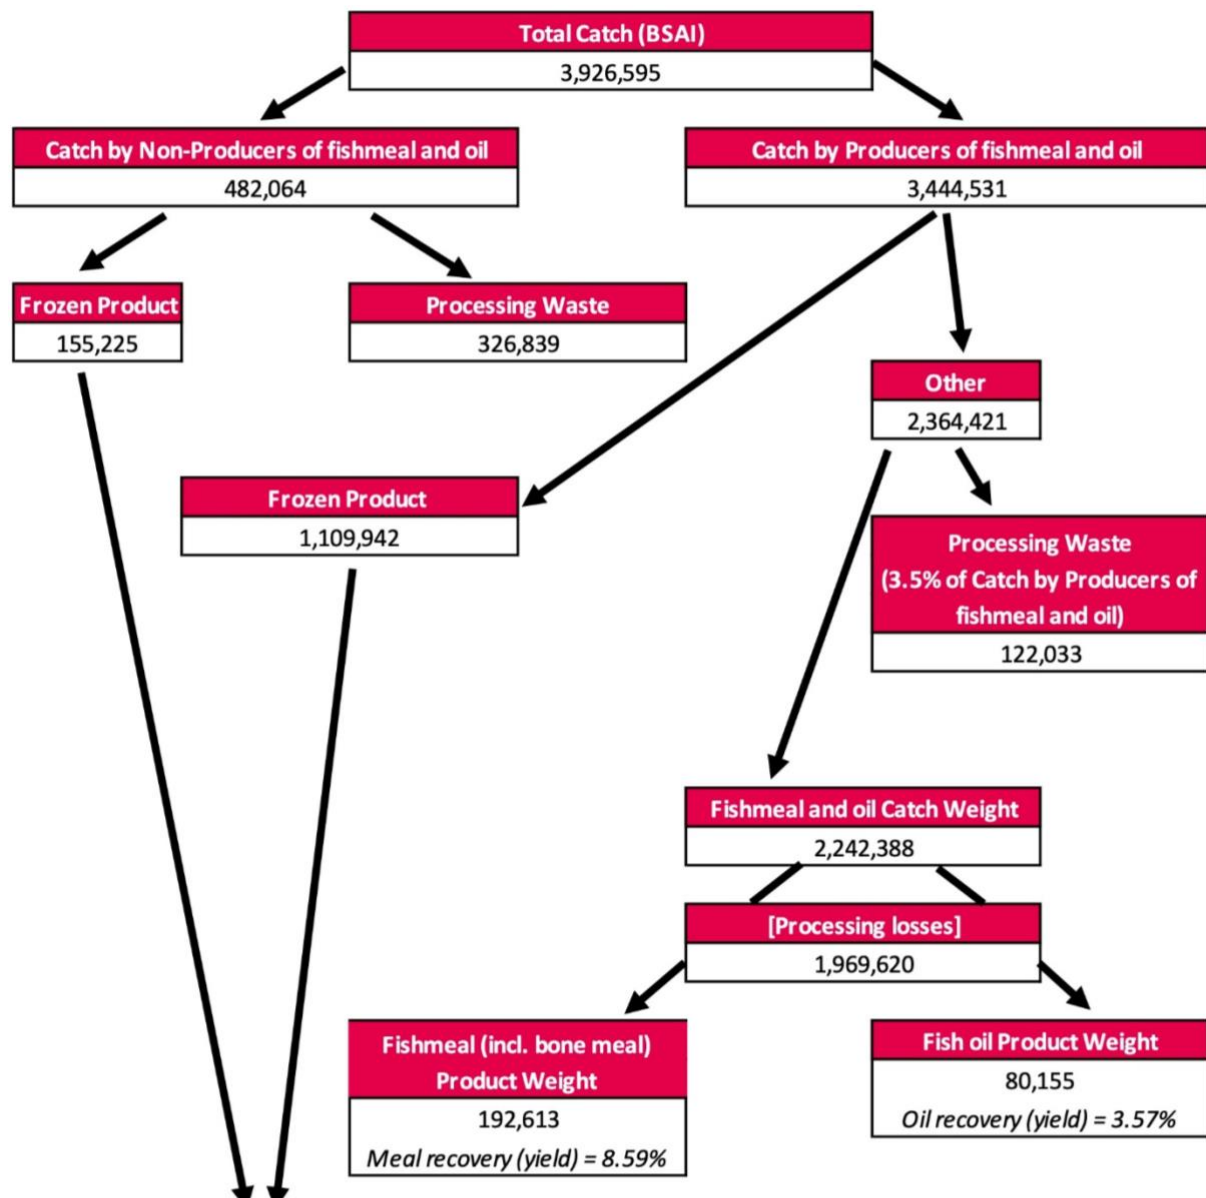 Total Catch (BSAI)
3,926,595
Catch by Non-Producers of fishmeal and oil
482,064
Catch by Producers of fishmeal and oil
3,444,531
Frozen Product
155,225
Processing Waste
326,839
Other
2,364,421
Frozen Product
1,109,942
Processing Waste
(3.5% of Catch by Producers of
fishmeal and oil)
122,033
Fishmeal and oil Catch Weight
2,242,388
[Processing losses]
1,969,620
Fishmeal (incl. bone meal)
Product Weight
192,613
Meal recovery (yield) = 8.59%
Fish oil Product Weight
80,155
Oil recovery (yield) = 3.57%